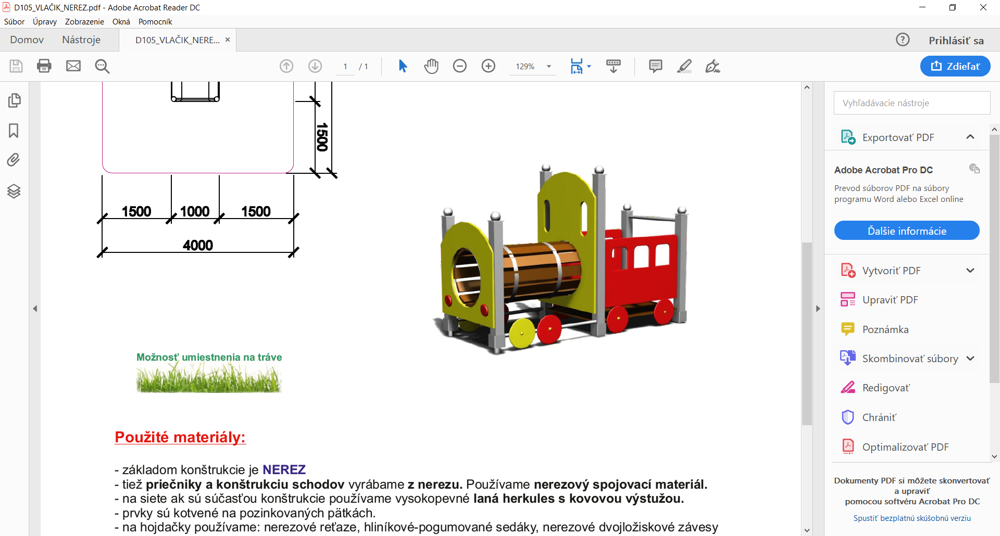 D105_VLAČIK_NEREZ.pdf - Adobe Acrobat Reader DC
Súbor Úpravy Zobrazenie Okná Pomocník
Domov Nástroje D105_VLAČIK_NERE... Prihlásiť sa
1 / 1 129% Zdieľať
1500
1500 1000 1500
4000
Možnosť umiestnenia na tráve
Použité materiály:
- základom konštrukcie je NEREZ
- tiež priečniky a konštrukciu schodov vyrábame z nerezu. Používame nerezový spojovací materiál.
- na siete ak sú súčasťou konštrukcie používame vysokopevné laná herkules s kovovou výstužou.
- prvky sú kotvené na pozinkovaných pätkách.
- na hojdačky používame: nerezové reťaze, hliníkové-pogumované sedáky, nerezové dvojložiskové závesy
Vyhľadávacie nástroje
Exportovať PDF
Adobe Acrobat Pro DC
Prevod súborov PDF na súbory
programu Word alebo Excel online
Ďalšie informácie
Vytvoriť PDF
Upraviť PDF
Poznámka
Skombinovať súbory
Redigovať
Chrániť
Optimalizovať PDF
Dokumenty PDF si môžete skonvertovať
a upraviť
pomocou softvéru Acrobat Pro DC
Spustiť bezplatnú skúšobnú verziu